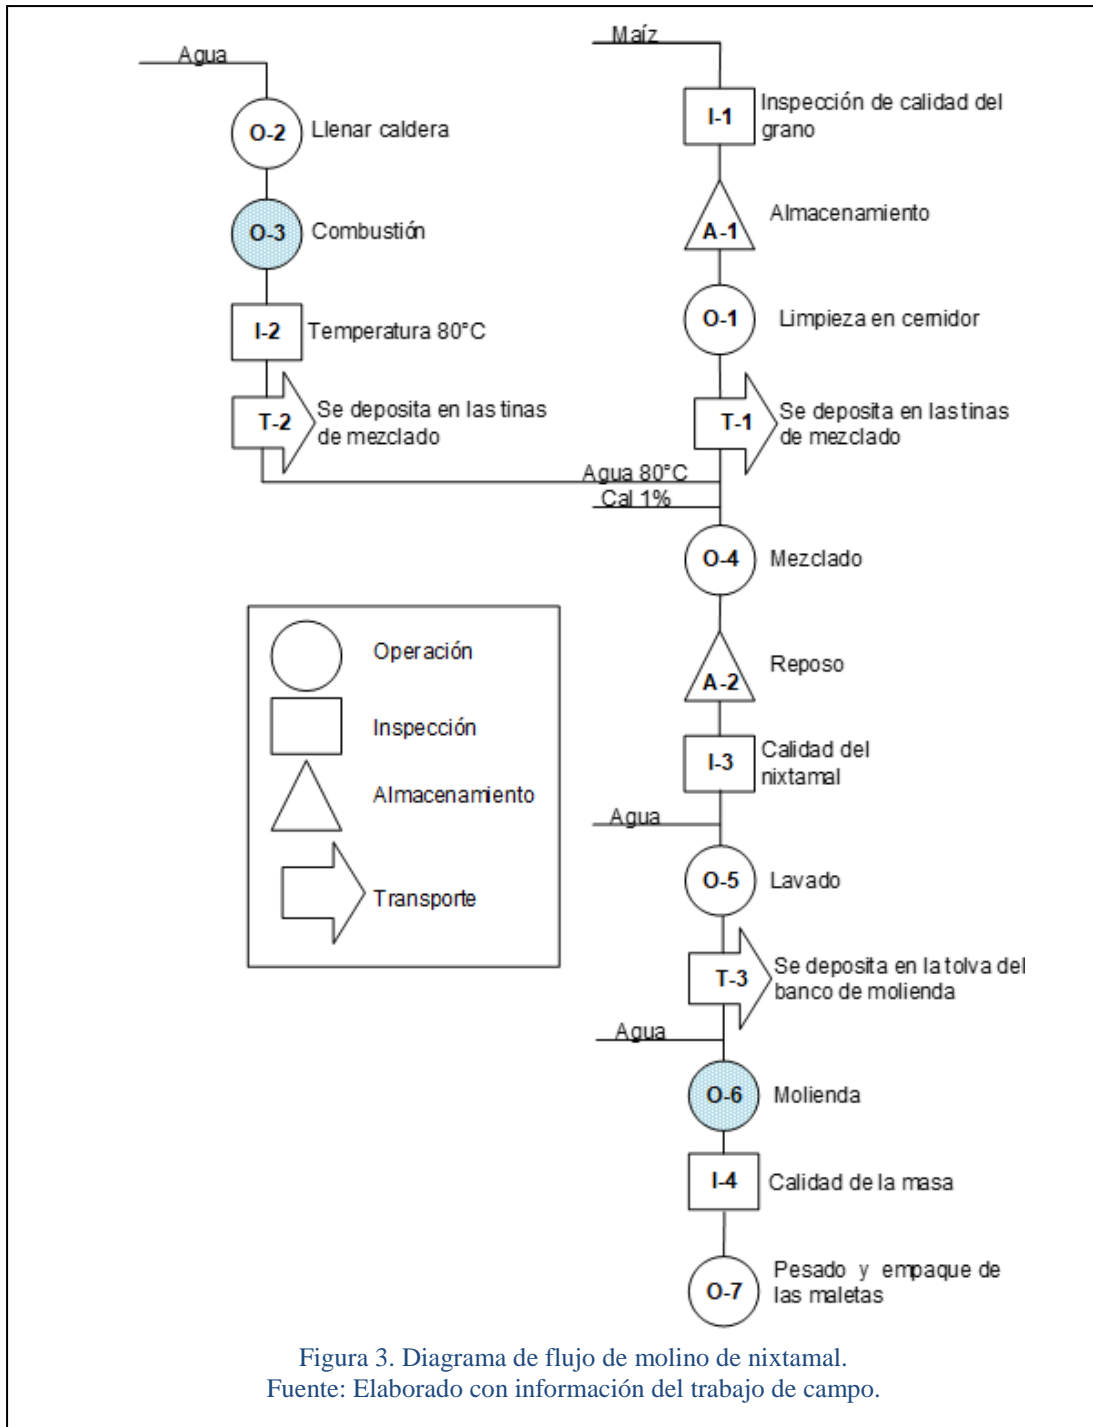 Agua
O-2
Llenar caldera
O-3
Combustión
I-2
Temperatura 80°C
T-2
Se deposita en las tinas
de mezclado
Maíz
I-1
Inspección de calidad del
grano
A-1
Almacenamiento
O-1
Limpieza en cernidor
T-1
Se deposita en las tinas
de mezclado
Agua 80°C
Cal 1%
O-4
Mezclado
A-2
Reposo
I-3
Calidad del
nixtamal
Agua
O-5
Lavado
T-3
Se deposita en la tolva del
banco de molienda
Agua
O-6
Molienda
I-4
Calidad de la masa
O-7
Pesado y empaque de
las maletas
Operación
Inspección
Almacenamiento
Transporte
Figura 3. Diagrama de flujo de molino de nixtamal.
Fuente: Elaborado con información del trabajo de campo.